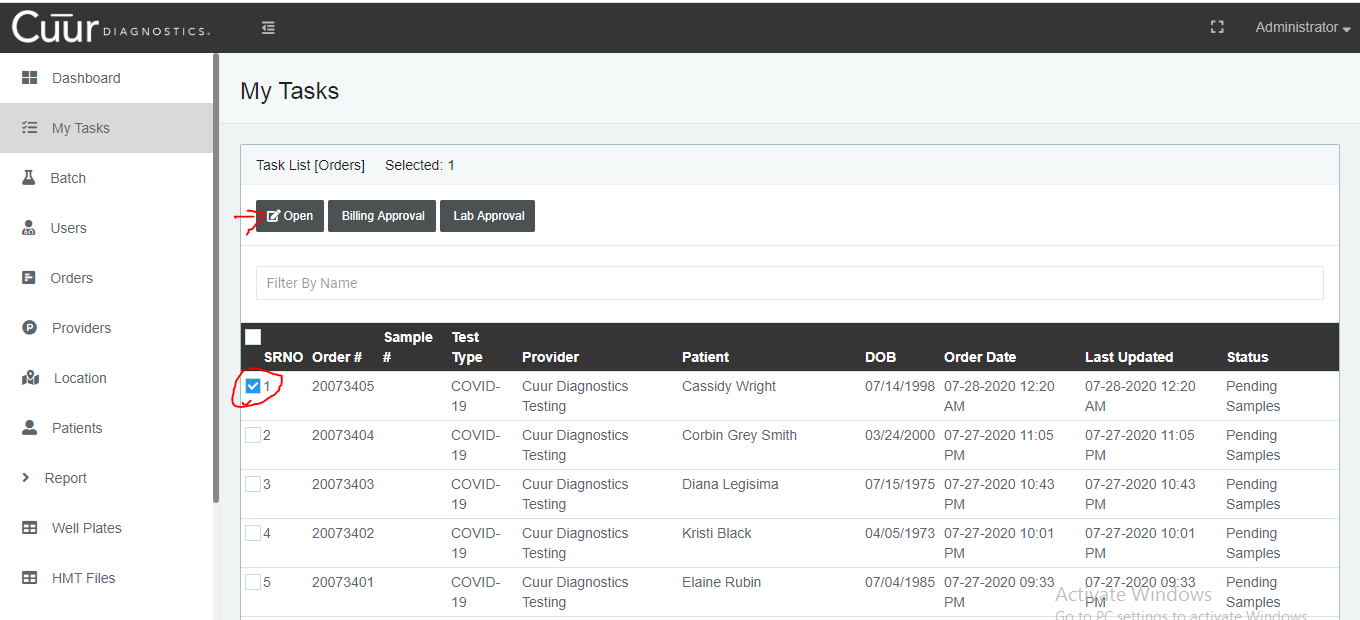 Cuur DIAGNOSTICS.
Administrator
Dashboard
My Tasks
Batch
Users
Orders
Providers
Location
Patients
Report
Well Plates
HMT Files
My Tasks
Task List [Orders] Selected: 1
Open Billing Approval Lab Approval
Filter By Name
SRNO Order # Sample # Test Type Provider Patient DOB Order Date Last Updated Status
1 20073405 COVID-19 Cuur Diagnostics Testing Cassidy Wright 07/14/1998 07-28-2020 12:20 AM 07-28-2020 12:20 AM Pending Samples
2 20073404 COVID-19 Cuur Diagnostics Testing Corbin Grey Smith 03/24/2000 07-27-2020 11:05 PM 07-27-2020 11:05 PM Pending Samples
3 20073403 COVID-19 Cuur Diagnostics Testing Diana Legisima 07/15/1975 07-27-2020 10:43 PM 07-27-2020 10:43 PM Pending Samples
4 20073402 COVID-19 Cuur Diagnostics Testing Kristi Black 04/05/1973 07-27-2020 10:01 PM 07-27-2020 10:01 PM Pending Samples
5 20073401 COVID-19 Cuur Diagnostics Testing Elaine Rubin 07/04/1985 07-27-2020 09:33 PM 07-27-2020 09:33 PM Pending Samples
Activate Windows
Go to PC settings to activate Windows.